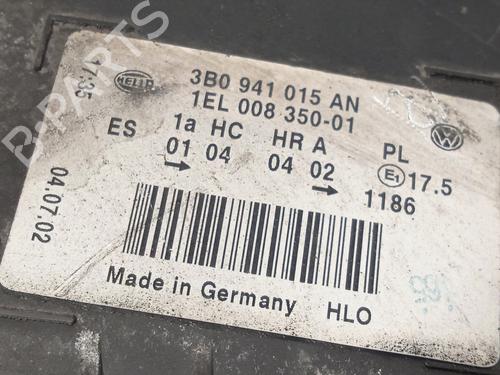 B-PARTS
17:35
04.07.02
HELLA
3B0 941 015 AN
1EL 008 350-01
ES 1a HC HR A PL
01 04 04 02 E1 17.5
1186
Made in Germany HLO